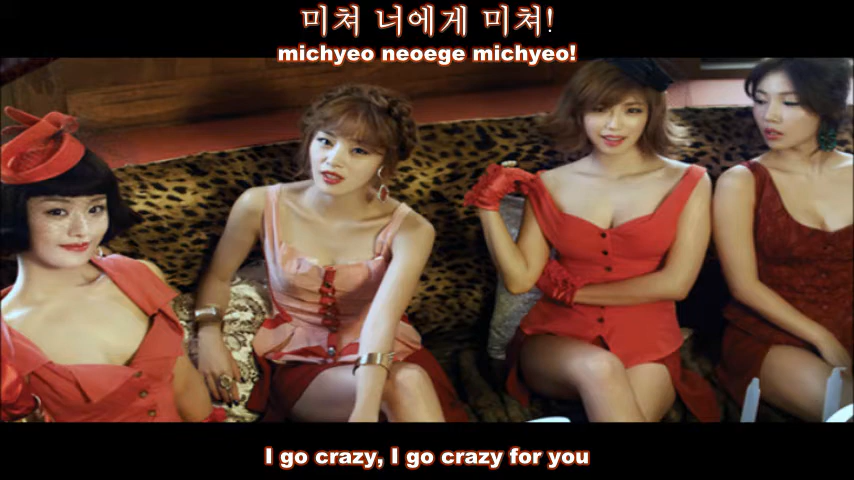 미쳐 너에게 미쳐!
michyeo neoege michyeo!
I go crazy, I go crazy for you